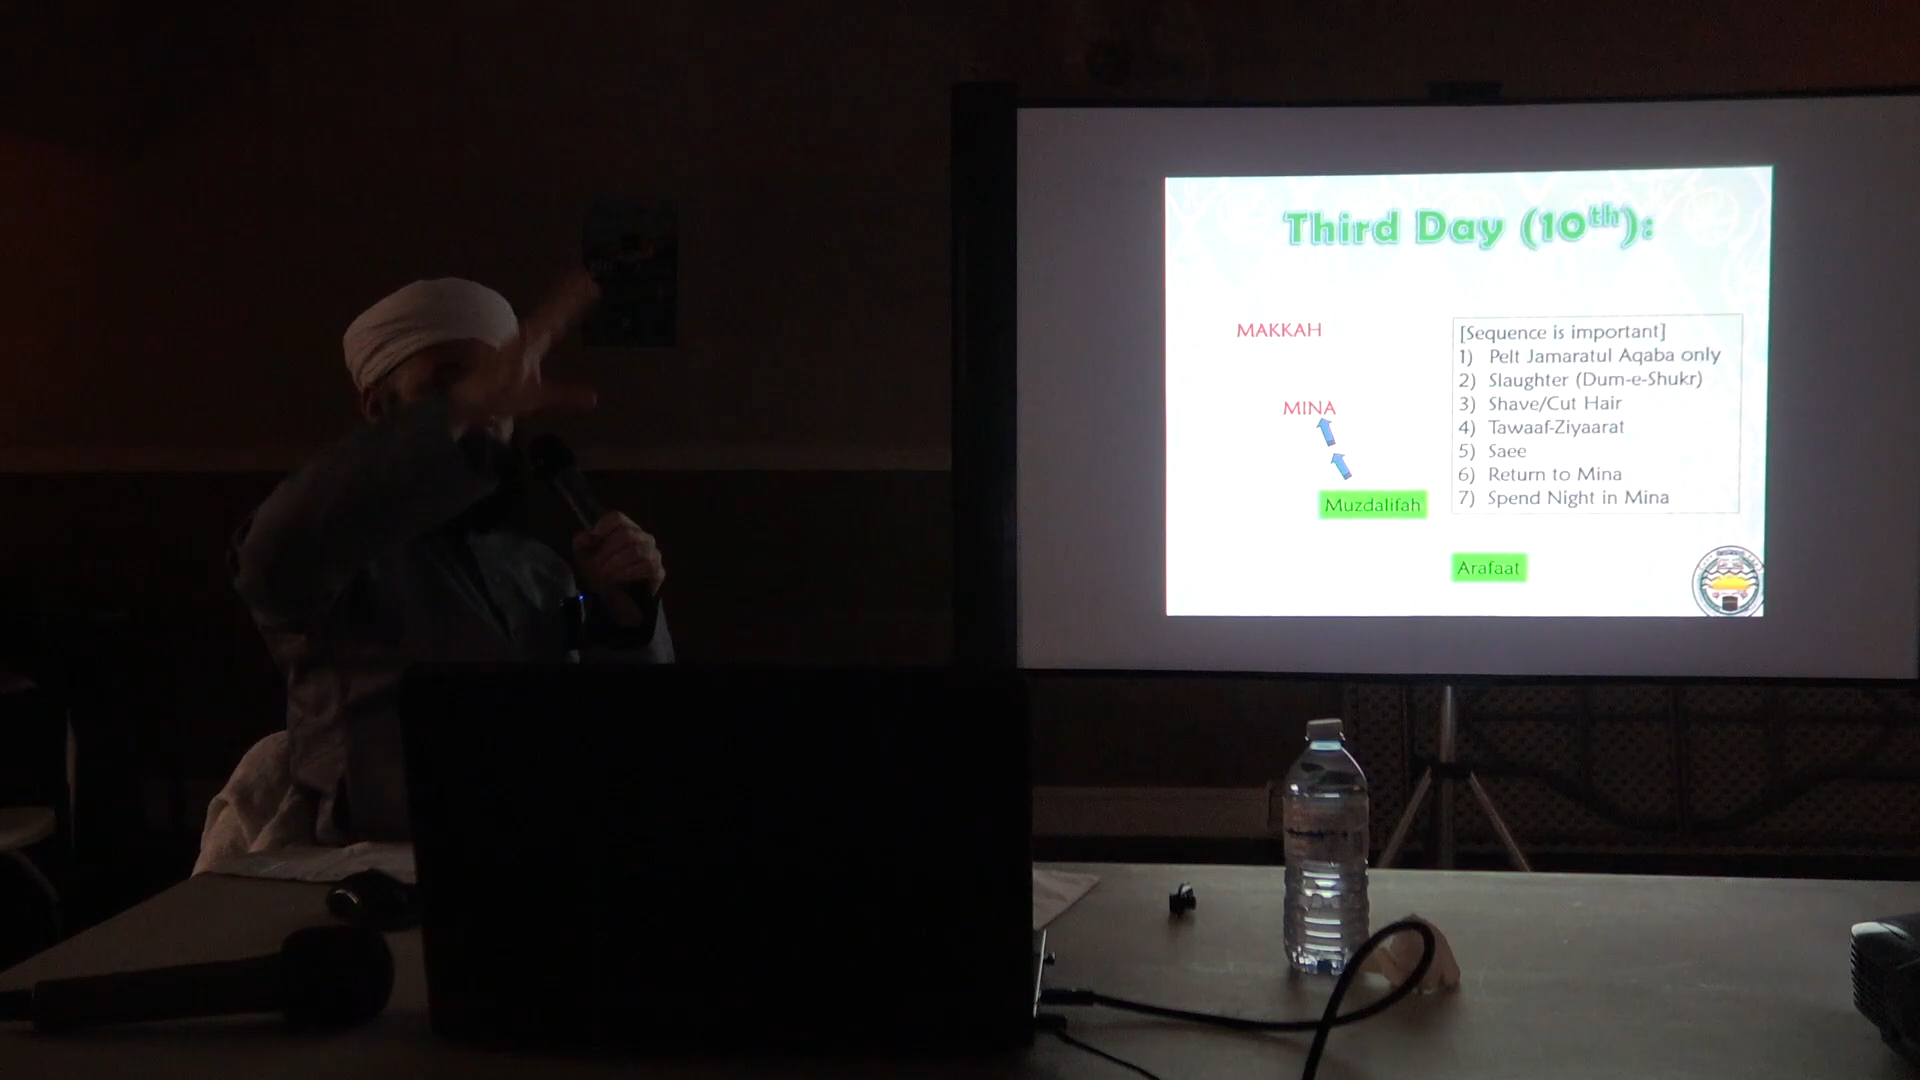 Third Day (10th):
MAKKAH
MINA
Muzdalifah
Arafaat
[Sequence is important]
1) Pelt Jamaratul Aqaba only
2) Slaughter (Dum-e-Shukr)
3) Shave/Cut Hair
4) Tawaaf-Ziyaarat
5) Saee
6) Return to Mina
7) Spend Night in Mina